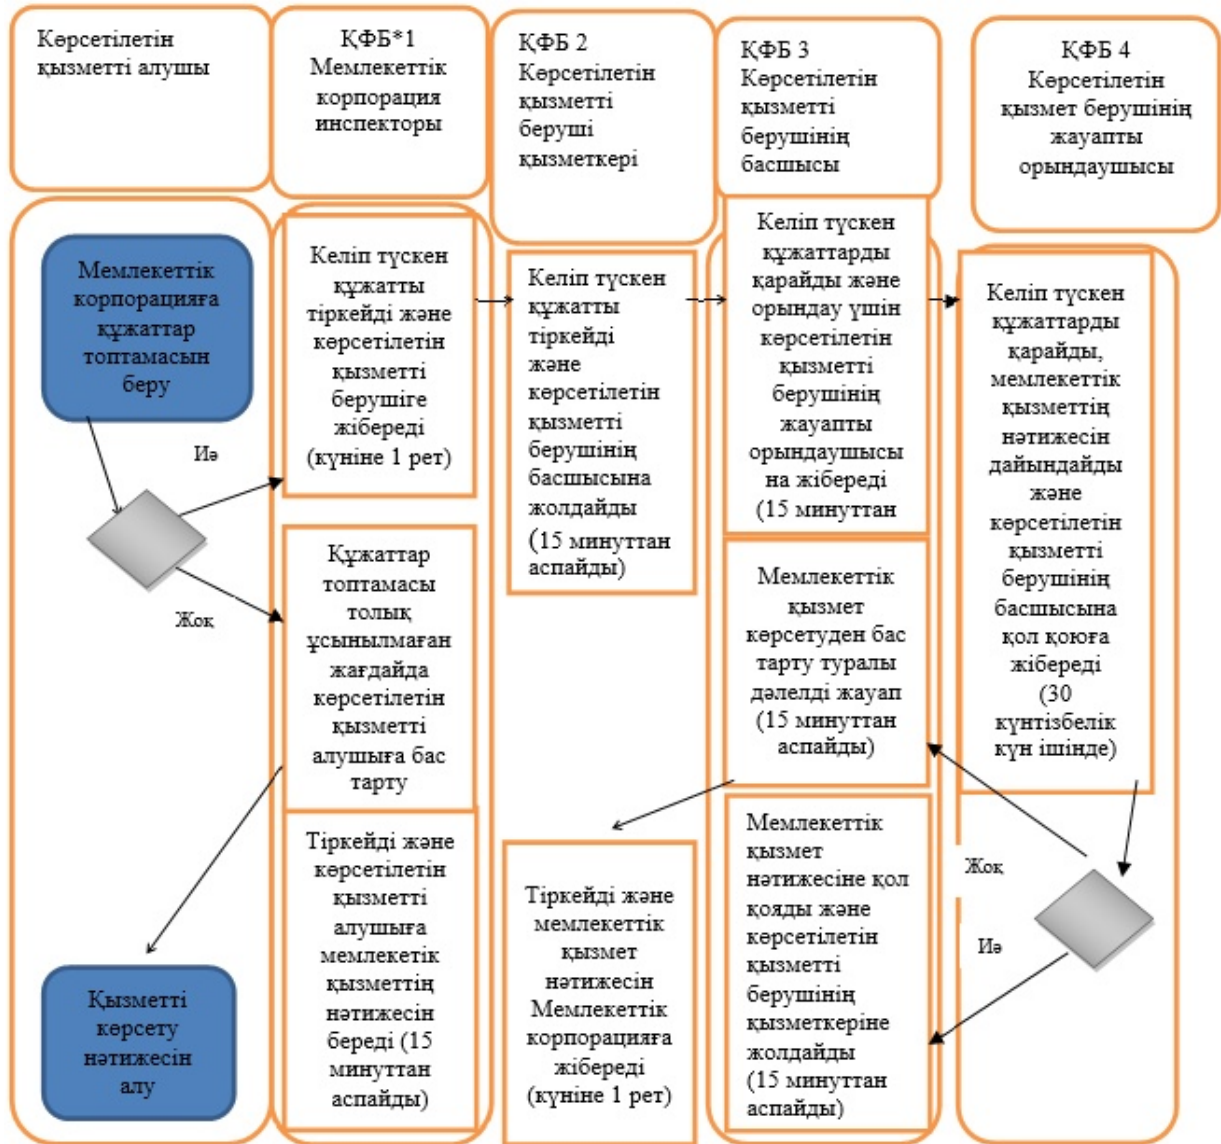 Көрсетілетін
қызметті алушы
ҚФБ*1
Мемлекеттік
корпорация
инспекторы
ҚФБ 2
Көрсетілетін
қызметті
беруші
қызметкері
ҚФБ 3
Көрсетілетін
қызметті
берушінің
басшысы
ҚФБ 4
Көрсетілетін
қызмет берушінің
жауапты
орындаушысы
Мемлекеттік
корпорацияға
құжаттар
топтамасын
беру
Иә
Жоқ
Қызметті
көрсету
нәтижесін
алу
Келіп түскен
құжатты
тіркейді және
көрсетілетін
қызметті
берушіге
жібереді
(күніне 1 рет)
Құжаттар
топтамасы
толық
ұсынылмаған
жағдайда
көрсетілетін
қызметті
алушыға бас
тарту
Тіркейді және
көрсетілетін
қызметті
алушыға
мемлекетік
қызметтің
нәтижесін
береді (15
минуттан
аспайды)
Келіп түскен
құжатты
тіркейді
және
көрсетілетін
қызметті
берушінің
басшысына
жолдайды
(15 минуттан
аспайды)
Тіркейді және
мемлекеттік
қызмет
нәтижесін
Мемлекеттік
корпорацияға
жібереді
(күніне 1 рет)
Келіп түскен
құжаттарды
қарайды және
орындау үшін
көрсетілетін
қызметті
берушінің
жауапты
орындаушысы
на жібереді
(15 минуттан
Мемлекеттік
қызмет
көрсетуден бас
тарту туралы
дәлелді жауап
(15 минуттан
аспайды)
Мемлекеттік
қызмет
нәтижесіне қол
қояды және
көрсетілетін
қызметті
берушінің
қызметкеріне
жолдайды
(15 минуттан
аспайды)
Келіп түскен
құжаттарды
қарайды,
мемлекеттік
қызметтің
нәтижесін
дайындайды
және
көрсетілетін
қызметті
берушінің
басшысына
қол қоюға
жібереді
(30
күнтізбелік
күн ішінде)
Жоқ
Иә